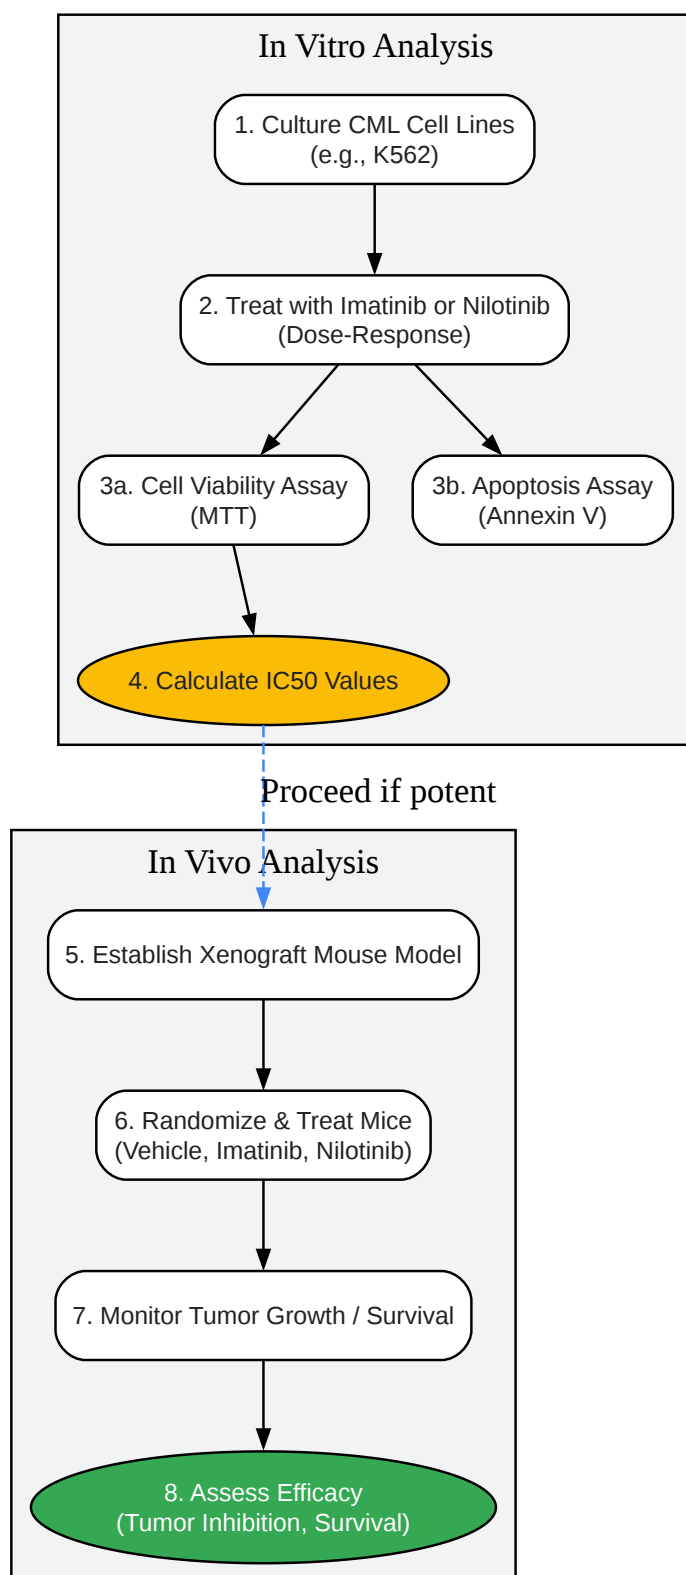 In Vitro Analysis
1. Culture CML Cell Lines
(e.g., K562)
2. Treat with Imatinib or Nilotinib
(Dose-Response)
3a. Cell Viability Assay
(MTT)
3b. Apoptosis Assay
(Annexin V)
4. Calculate IC50 Values
Proceed if potent
In Vivo Analysis
5. Establish Xenograft Mouse Model
6. Randomize & Treat Mice
(Vehicle, Imatinib, Nilotinib)
7. Monitor Tumor Growth / Survival
8. Assess Efficacy
(Tumor Inhibition, Survival)